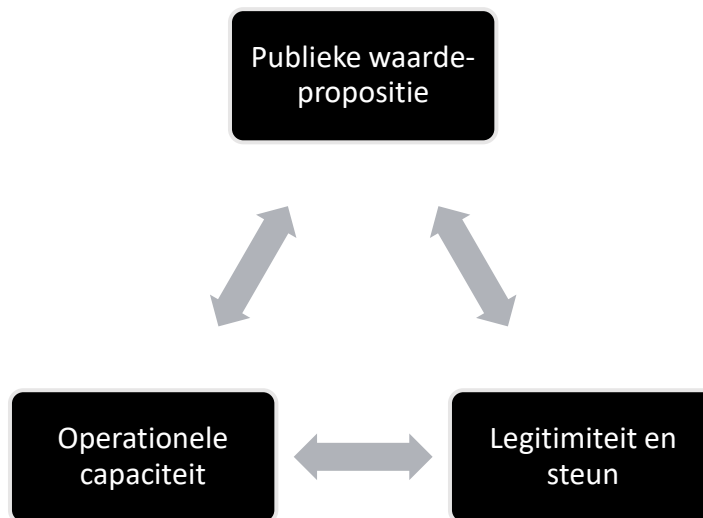 Publieke waarde-
propositie
Operationele
capaciteit
Legitimiteit en
steun